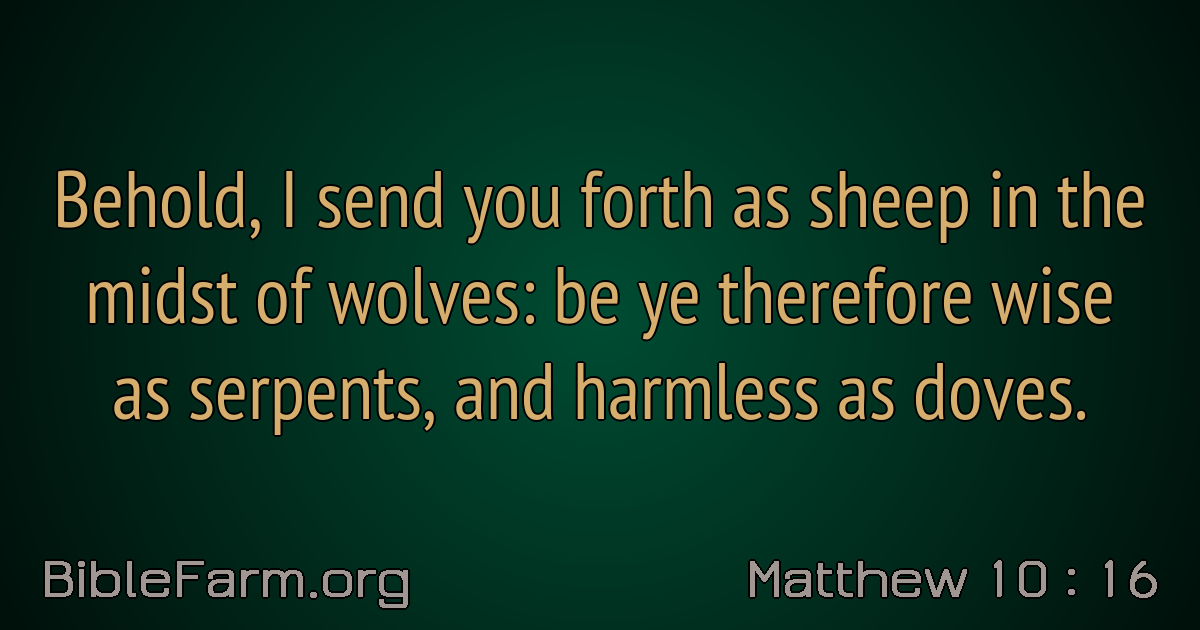 Behold, I send you forth as sheep in the
midst of wolves: be ye therefore wise
as serpents, and harmless as doves.
BibleFarm.org
Matthew 10 : 16